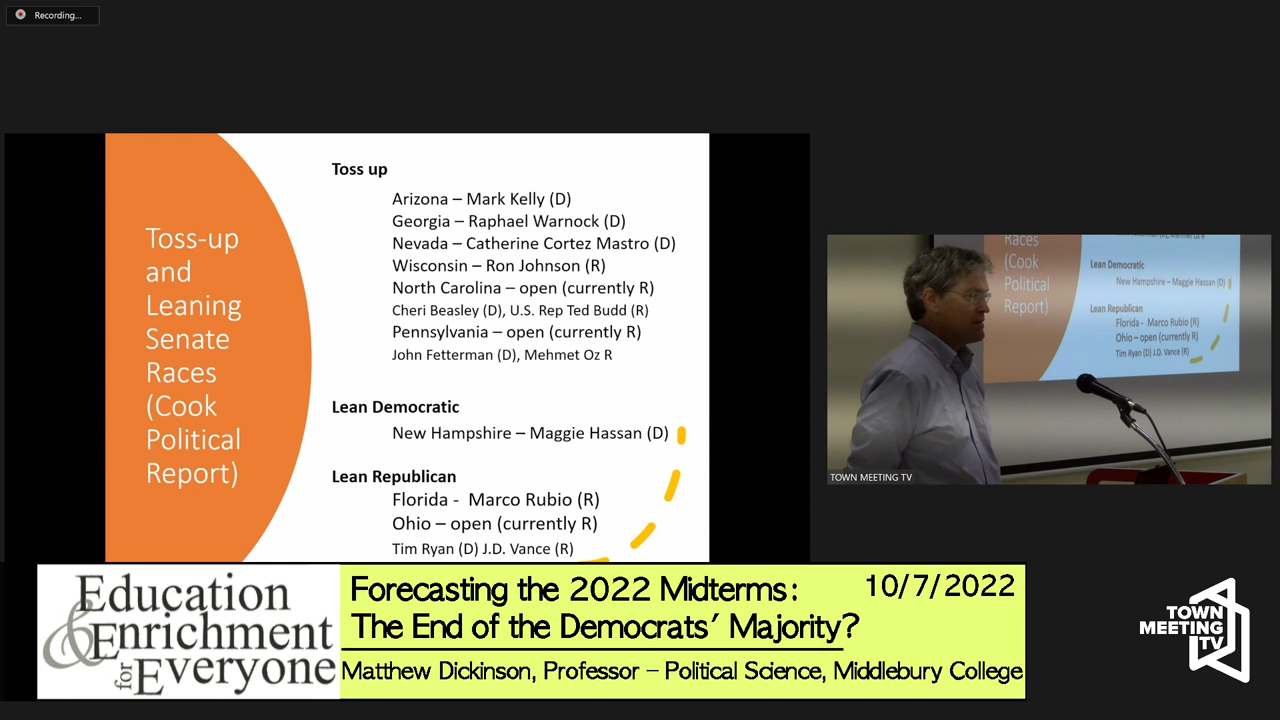 Recording...
Toss-up
and
Leaning
Senate
Races
(Cook
Political
Report)
Toss up
Arizona – Mark Kelly (D)
Georgia – Raphael Warnock (D)
Nevada – Catherine Cortez Mastro (D)
Wisconsin – Ron Johnson (R)
North Carolina – open (currently R)
Cheri Beasley (D), U.S. Rep Ted Budd (R)
Pennsylvania – open (currently R)
John Fetterman (D), Mehmet Oz R
Lean Democratic
New Hampshire – Maggie Hassan (D)
Lean Republican
Florida - Marco Rubio (R)
Ohio – open (currently R)
Tim Ryan (D) J.D. Vance (R)
Races
(Cook
Political
Report)
Lean Democratic
New Hampshire – Maggie Hassan (D)
Lean Republican
Florida - Marco Rubio (R)
Ohio – open (currently R)
Tim Ryan (D) J.D. Vance (R)
TOWN MEETING TV
Education
& Enrichment
for Everyone
Forecasting the 2022 Midterms: 10/7/2022
The End of the Democrats' Majority?
Matthew Dickinson, Professor – Political Science, Middlebury College
TOWN
MEETING
TV